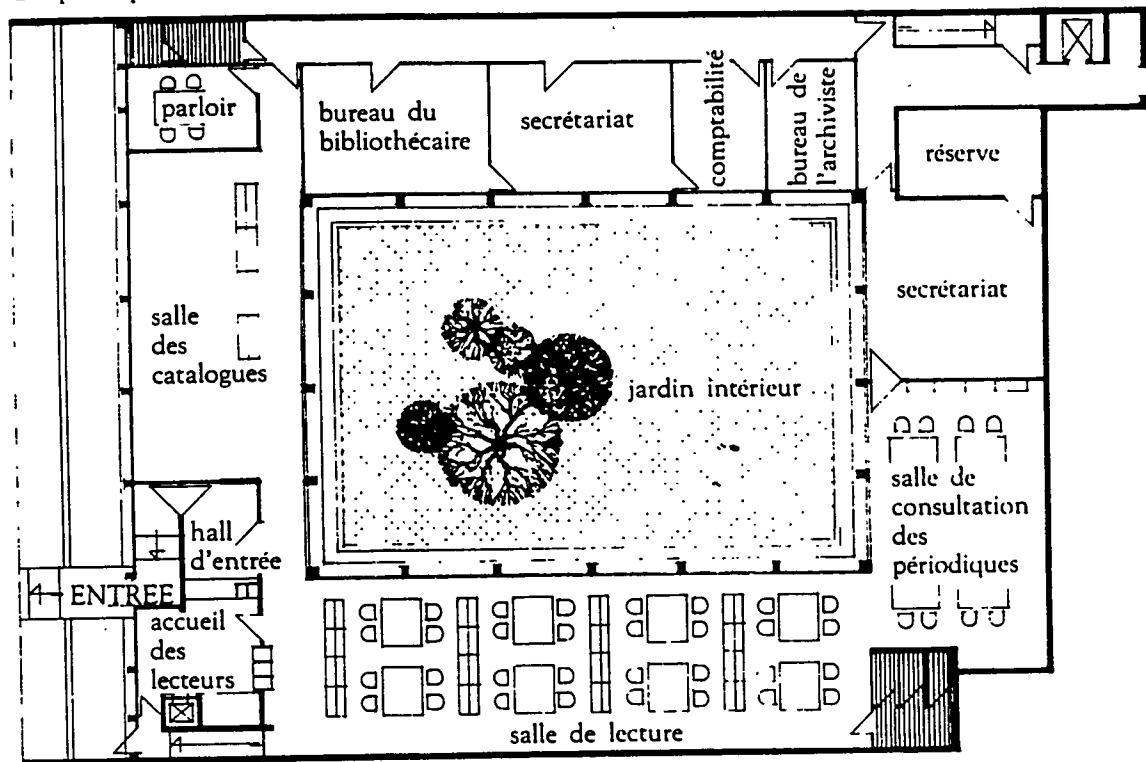 parloir
bureau du
bibliothécaire
secrétariat
comptabilité
bureau de
l'archiviste
réserve
secrétariat
salle
des
catalogues
jardin intérieur
salle de
consultation
des
périodiques
hall
d'entrée
ENTREE
accueil
des
lecteurs
salle de lecture